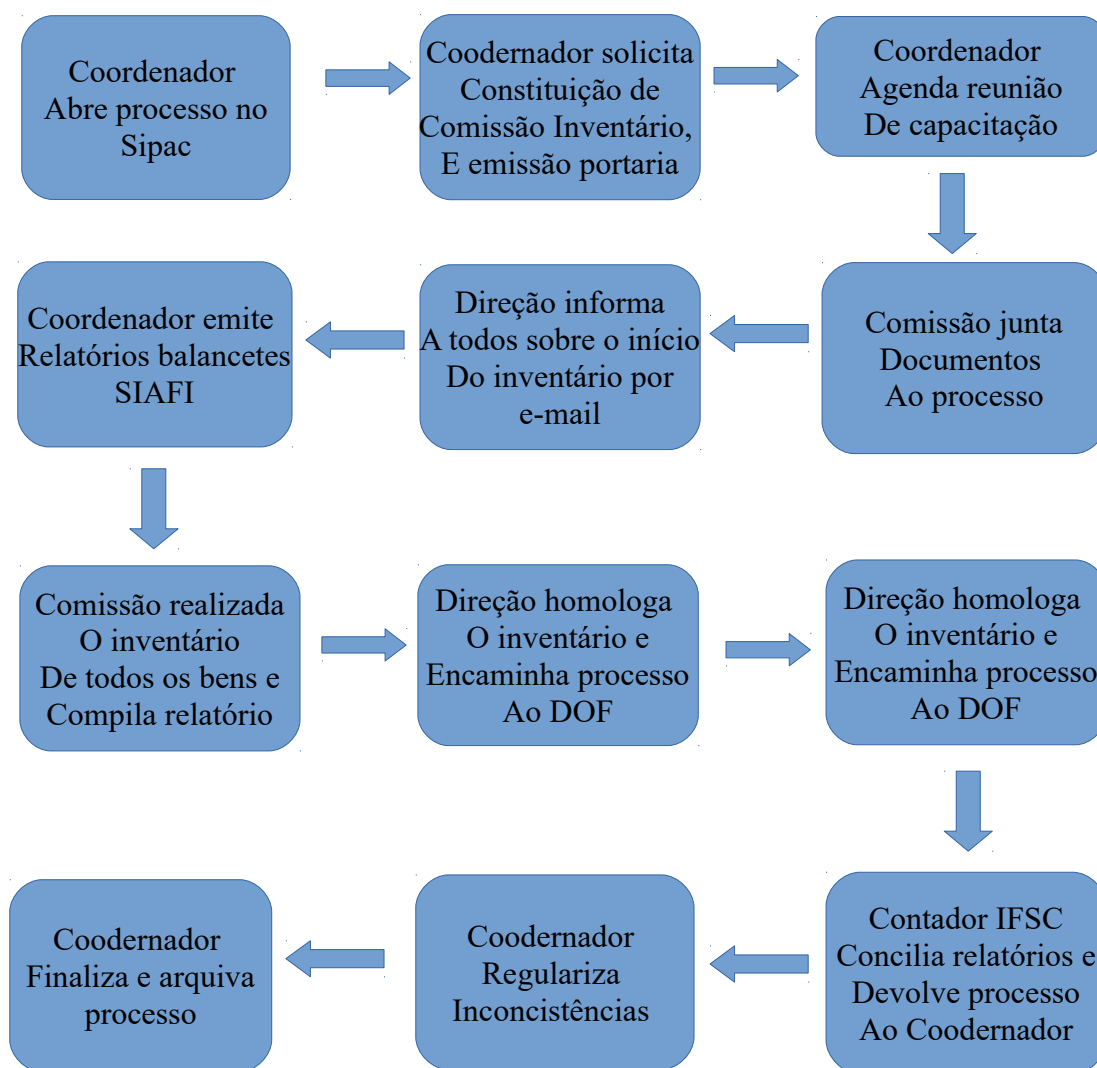 Coordenador
Abre processo no
Sipac
Coodernador solicita
Constituição de
Comissão Inventário,
E emissão portaria
Coordenador
Agenda reunião
De capacitação
Comissão junta
Documentos
Ao processo
Direção informa
A todos sobre o início
Do inventário por
e-mail
Coordenador emite
Relatórios balancetes
SIAFI
Comissão realizada
O inventário
De todos os bens e
Compila relatório
Direção homologa
O inventário e
Encaminha processo
Ao DOF
Direção homologa
O inventário e
Encaminha processo
Ao DOF
Contador IFSC
Concilia relatórios e
Devolve processo
Ao Coodernador
Coodernador
Regulariza
Inconcistências
Coodernador
Finaliza e arquiva
processo